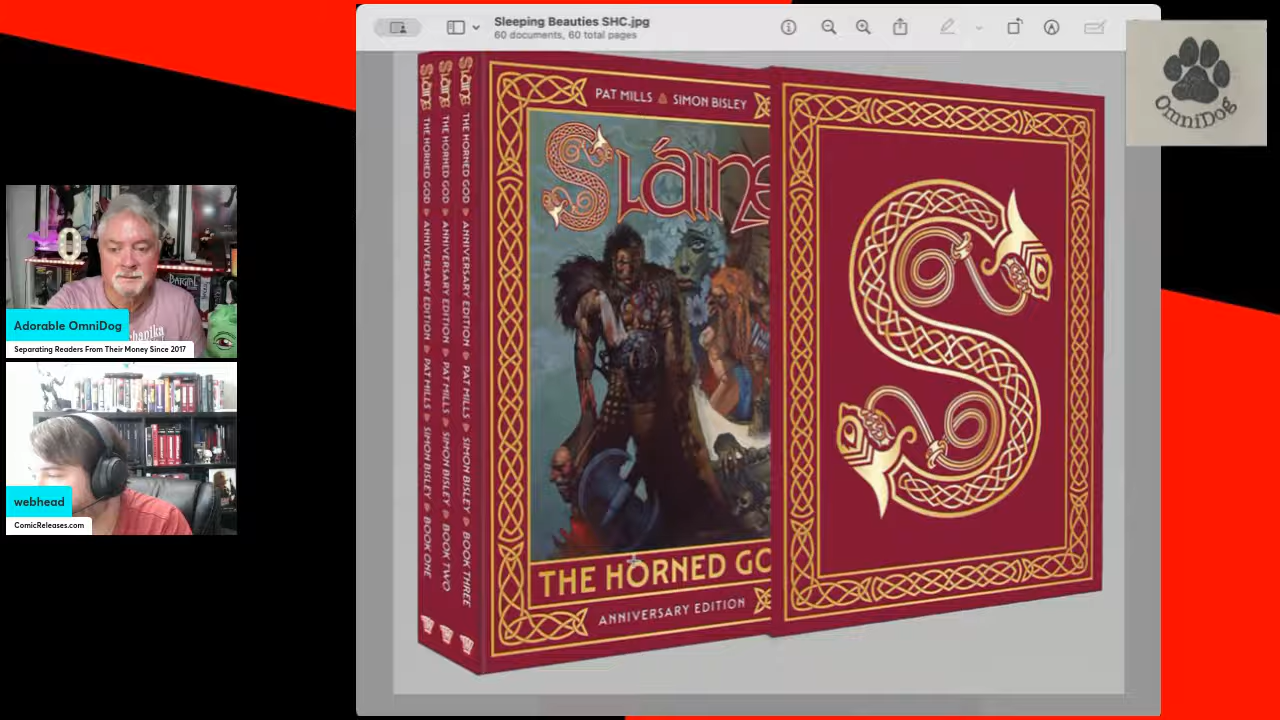 Sleeping Beauties SHC.jpg
60 documents, 60 total pages
OmniDog
Adorable OmniDog
Separating Readers From Their Money Since 2017
webhead
ComicReleases.com
BATGIRL
Sláine THE HORNED GOD ANNIVERSARY EDITION PAT MILLS SIMON BISLEY BOOK ONE
Sláine THE HORNED GOD ANNIVERSARY EDITION PAT MILLS SIMON BISLEY BOOK TWO
Sláine THE HORNED GOD ANNIVERSARY EDITION PAT MILLS SIMON BISLEY BOOK THREE
PAT MILLS SIMON BISLEY
Sláine
THE HORNED GO
ANNIVERSARY EDITION
S